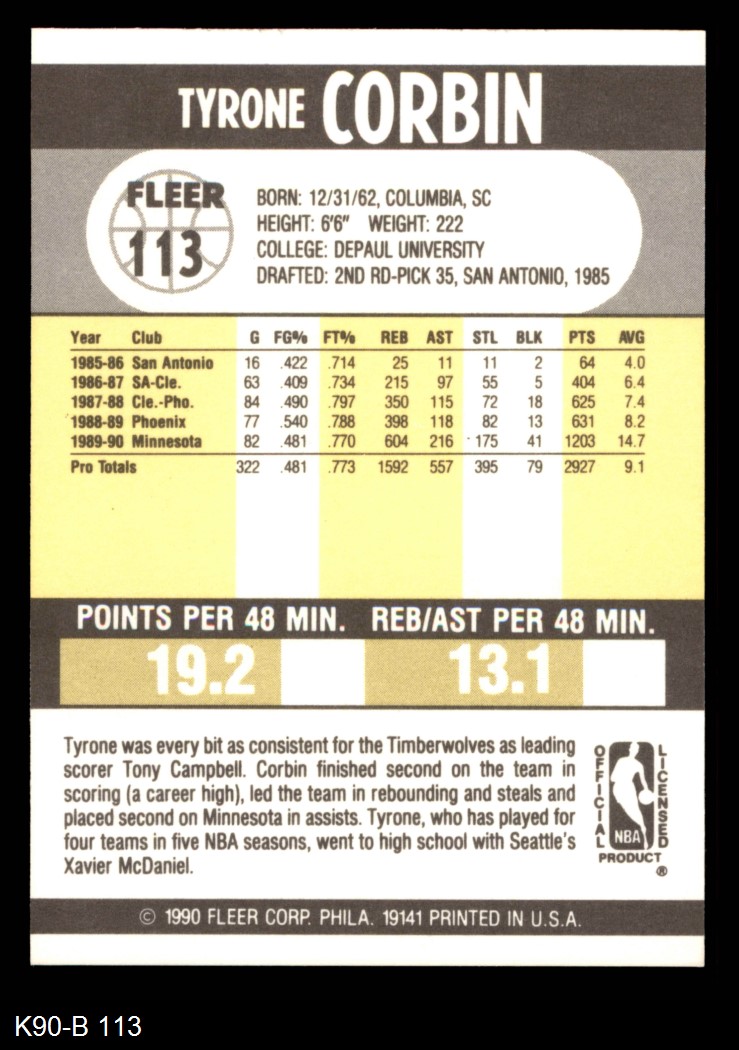 TYRONE CORBIN
FLEER
113
BORN: 12/31/62, COLUMBIA, SC
HEIGHT: 6'6" WEIGHT: 222
COLLEGE: DEPAUL UNIVERSITY
DRAFTED: 2ND RD-PICK 35, SAN ANTONIO, 1985
Year Club G FG% FT% REB AST STL BLK PTS AVG
1985-86 San Antonio 16 .422 .714 25 11 11 2 64 4.0
1986-87 SA-Cle. 63 .409 .734 215 97 55 5 404 6.4
1987-88 Cle.-Pho. 84 .490 .797 350 115 72 18 625 7.4
1988-89 Phoenix 77 .540 .788 398 118 82 13 631 8.2
1989-90 Minnesota 82 .481 .770 604 216 175 41 1203 14.7
Pro Totals 322 .481 .773 1592 557 395 79 2927 9.1
POINTS PER 48 MIN. REB/AST PER 48 MIN.
19.2 13.1
Tyrone was every bit as consistent for the Timberwolves as leading
scorer Tony Campbell. Corbin finished second on the team in
scoring (a career high), led the team in rebounding and steals and
placed second on Minnesota in assists. Tyrone, who has played for
four teams in five NBA seasons, went to high school with Seattle's
Xavier McDaniel.
OFFICIAL
LICENSED
NBA
PRODUCT
®
© 1990 FLEER CORP. PHILA. 19141 PRINTED IN U.S.A.
K90-B 113